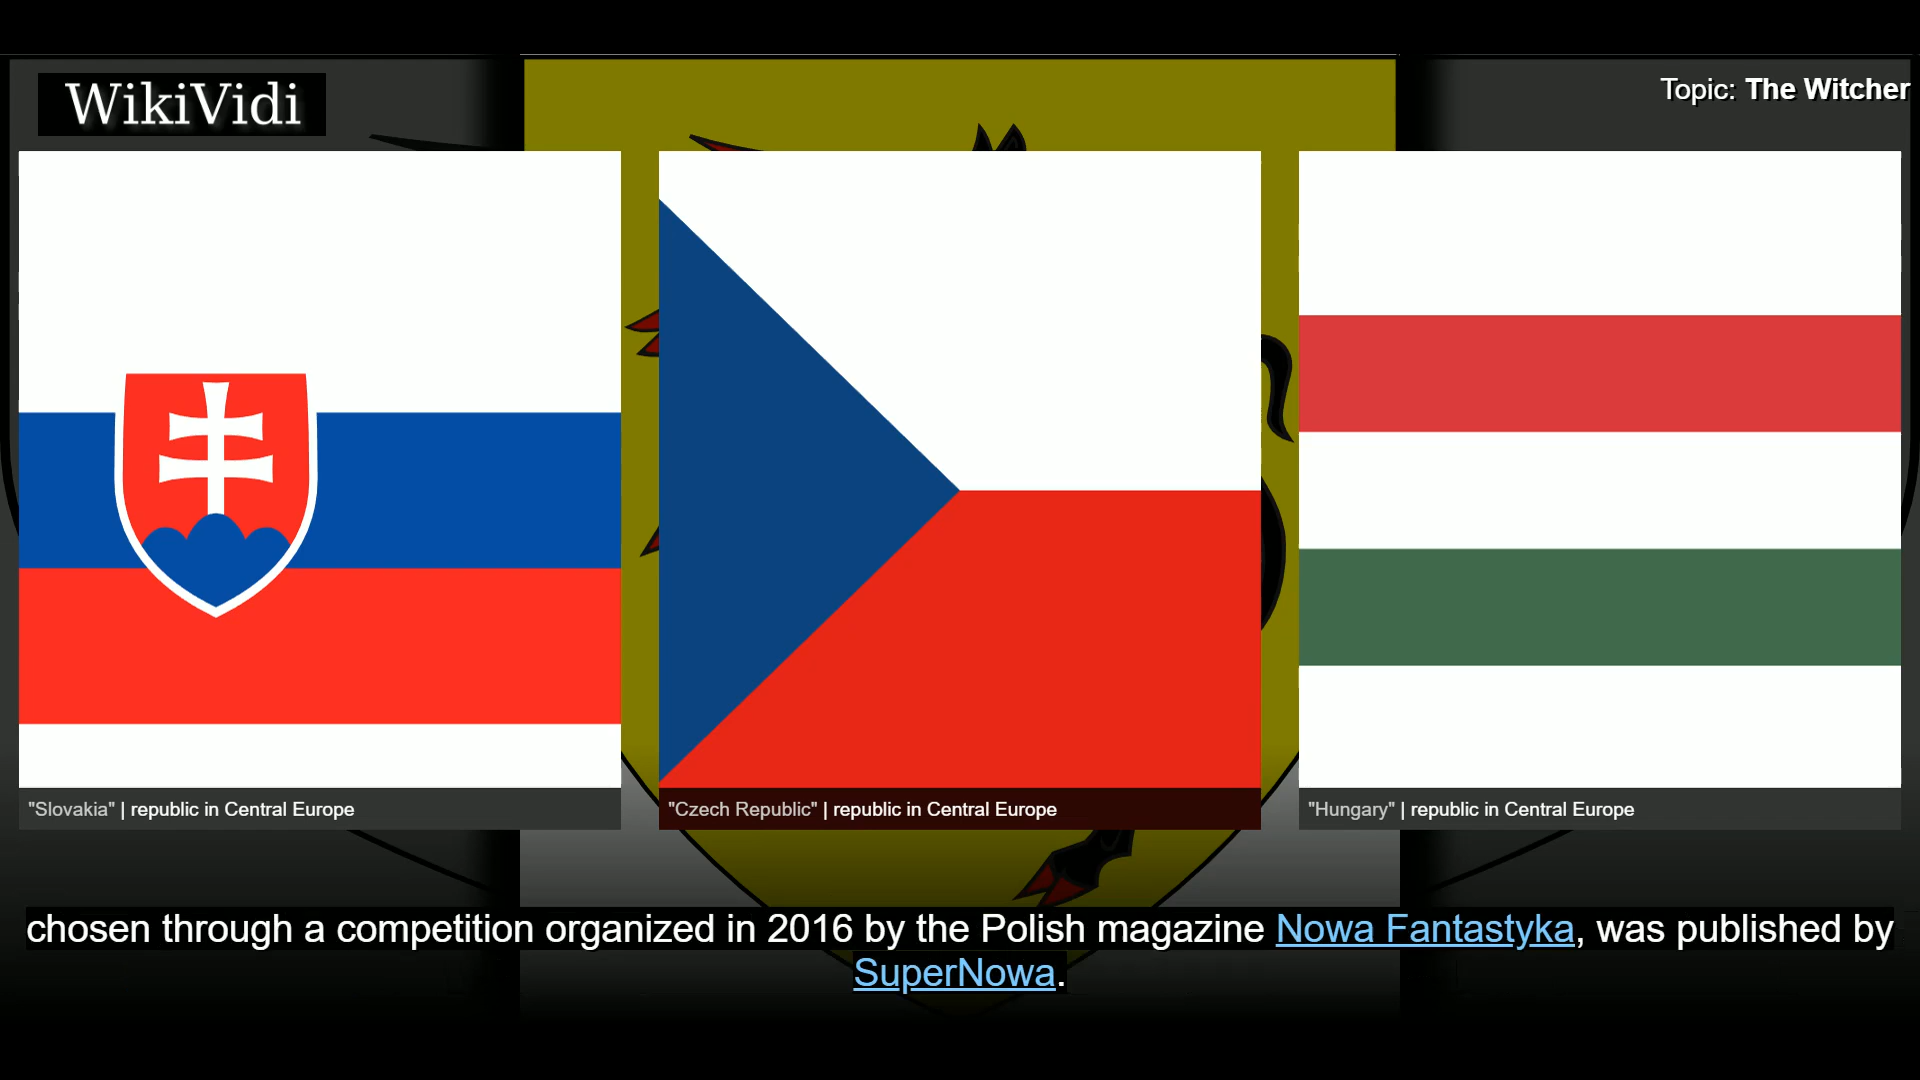 WikiVidi
Topic: The Witcher
"Slovakia" | republic in Central Europe
"Czech Republic" | republic in Central Europe
"Hungary" | republic in Central Europe
chosen through a competition organized in 2016 by the Polish magazine Nowa Fantastyka, was published by
SuperNowa.